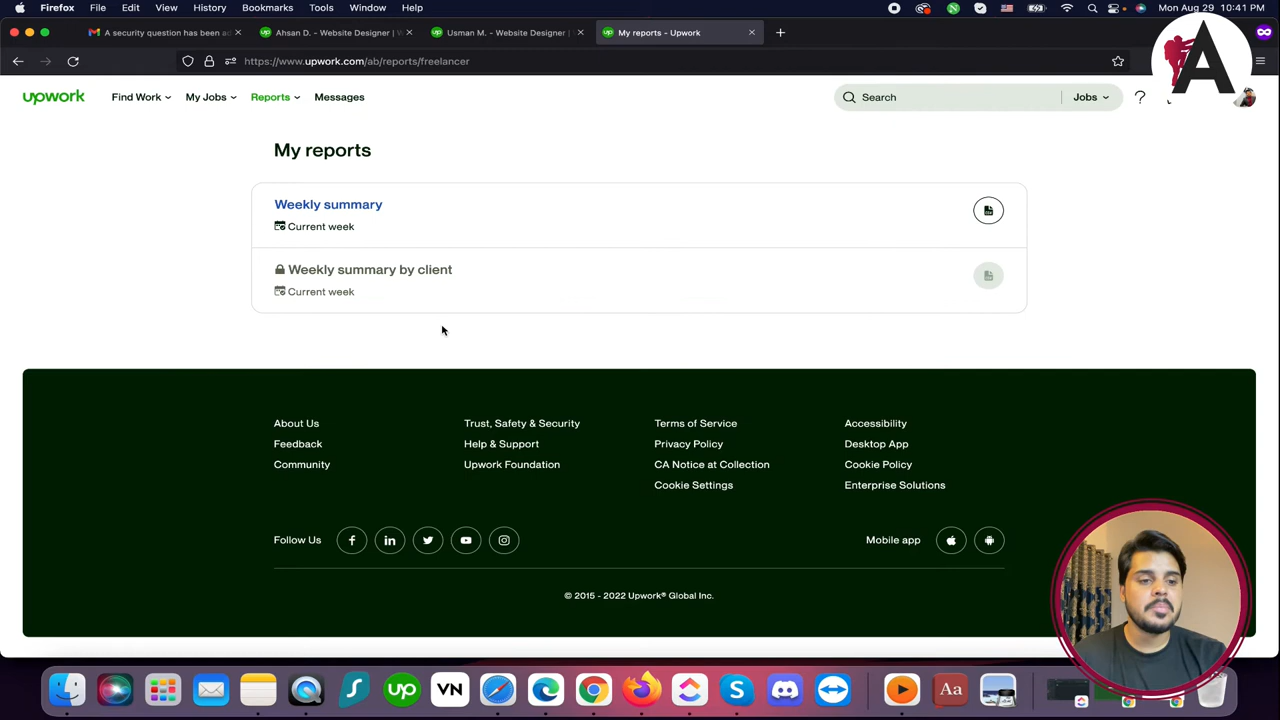 Firefox File Edit View History Bookmarks Tools Window Help
Mon Aug 29 10:41 PM
A security question has been ad
Ahsan D. - Website Designer | V
Usman M. - Website Designer |
My reports - Upwork
https://www.upwork.com/ab/reports/freelancer
upwork Find Work My Jobs Reports Messages
Search Jobs
My reports
Weekly summary
Current week
Weekly summary by client
Current week
About Us Trust, Safety & Security Terms of Service Accessibility
Feedback Help & Support Privacy Policy Desktop App
Community Upwork Foundation CA Notice at Collection Cookie Policy
Cookie Settings Enterprise Solutions
Follow Us Mobile app
© 2015 - 2022 Upwork® Global Inc.
up VN Aa